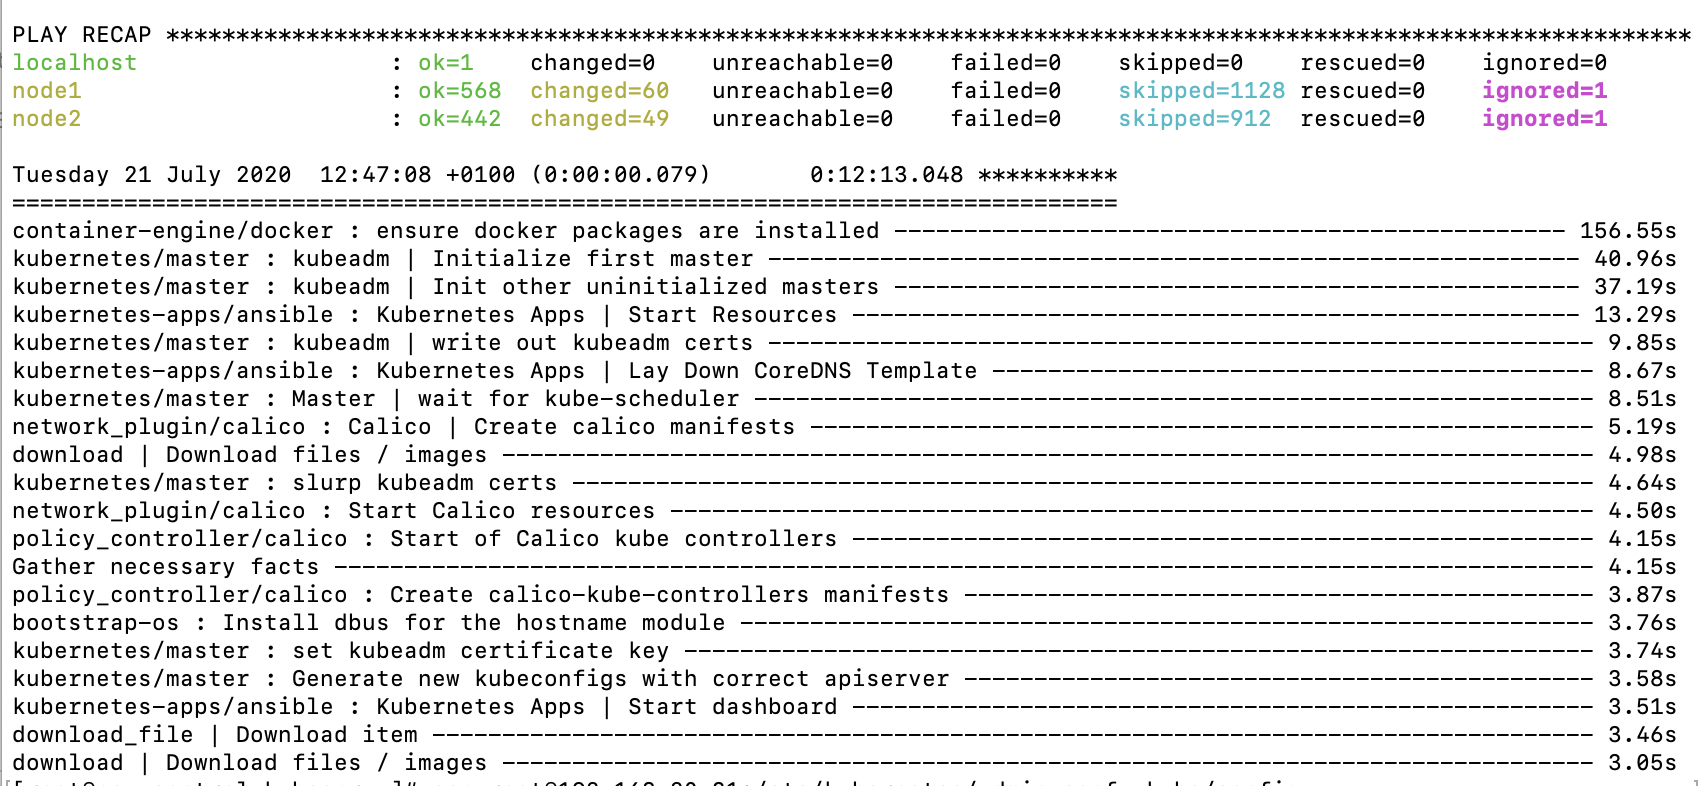 PLAY RECAP *************************************************************************************************************
localhost : ok=1 changed=0 unreachable=0 failed=0 skipped=0 rescued=0 ignored=0
node1 : ok=568 changed=60 unreachable=0 failed=0 skipped=1128 rescued=0 ignored=1
node2 : ok=442 changed=49 unreachable=0 failed=0 skipped=912 rescued=0 ignored=1
Tuesday 21 July 2020 12:47:08 +0100 (0:00:00.079) 0:12:13.048 **********
===============================================================================
container-engine/docker : ensure docker packages are installed ------------------------------------------------- 156.55s
kubernetes/master : kubeadm | Initialize first master ---------------------------------------------------------- 40.96s
kubernetes/master : kubeadm | Init other uninitialized masters ------------------------------------------------- 37.19s
kubernetes-apps/ansible : Kubernetes Apps | Start Resources ---------------------------------------------------- 13.29s
kubernetes/master : kubeadm | write out kubeadm certs ----------------------------------------------------------- 9.85s
kubernetes-apps/ansible : Kubernetes Apps | Lay Down CoreDNS Template ------------------------------------------- 8.67s
kubernetes/master : Master | wait for kube-scheduler ------------------------------------------------------------ 8.51s
network_plugin/calico : Calico | Create calico manifests -------------------------------------------------------- 5.19s
download | Download files / images ------------------------------------------------------------------------------ 4.98s
kubernetes/master : slurp kubeadm certs ------------------------------------------------------------------------- 4.64s
network_plugin/calico : Start Calico resources ------------------------------------------------------------------ 4.50s
policy_controller/calico : Start of Calico kube controllers ----------------------------------------------------- 4.15s
Gather necessary facts ------------------------------------------------------------------------------------------ 4.15s
policy_controller/calico : Create calico-kube-controllers manifests --------------------------------------------- 3.87s
bootstrap-os : Install dbus for the hostname module ------------------------------------------------------------- 3.76s
kubernetes/master : set kubeadm certificate key ----------------------------------------------------------------- 3.74s
kubernetes/master : Generate new kubeconfigs with correct apiserver --------------------------------------------- 3.58s
kubernetes-apps/ansible : Kubernetes Apps | Start dashboard ----------------------------------------------------- 3.51s
download_file | Download item ----------------------------------------------------------------------------------- 3.46s
download | Download files / images ------------------------------------------------------------------------------ 3.05s